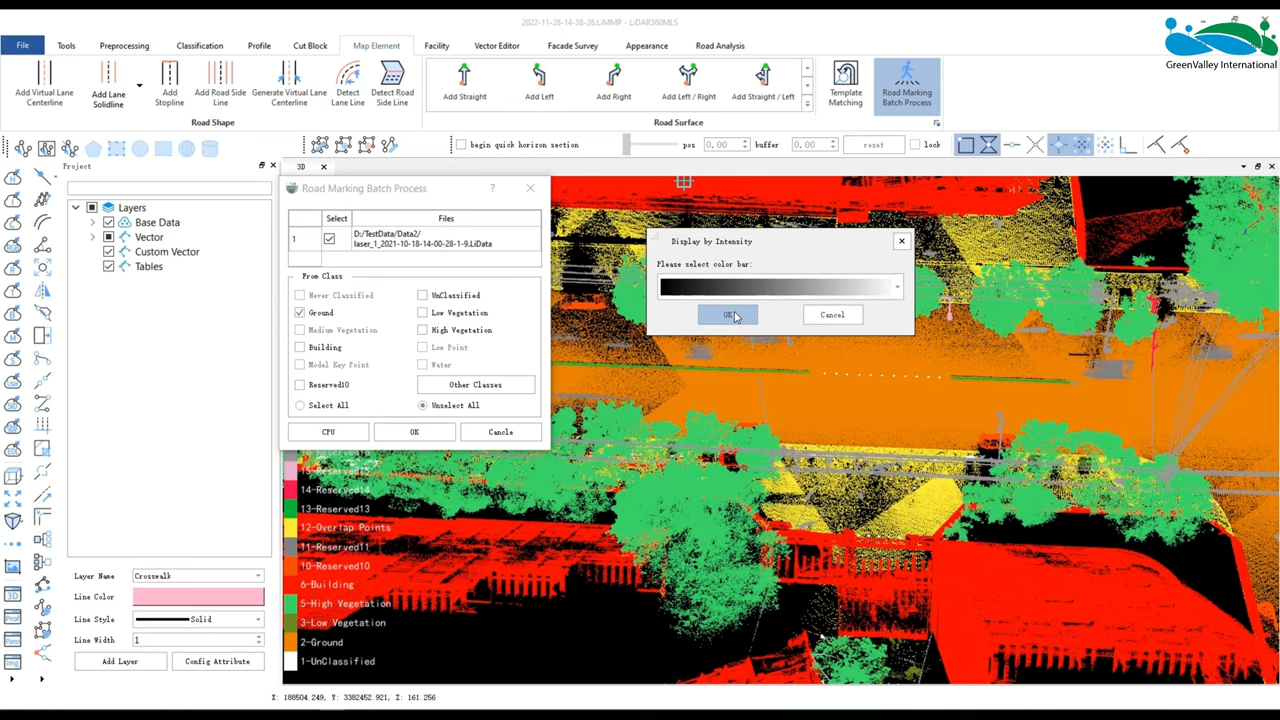 2022-11-28-14-38-26.LiMMP - LiDAR360MLS
GreenValley International
File
Tools
Preprocessing
Classification
Profile
Cut Block
Map Element
Facility
Vector Editor
Facade Survey
Appearance
Road Analysis
Add Virtual Lane
Centerline
Add Lane
Solidline
Add
Stopline
Add Road Side
Line
Generate Virtual Lane
Centerline
Detect
Lane Line
Detect Road
Side Line
Road Shape
Add Straight
Add Left
Add Right
Add Left / Right
Add Straight / Left
Template
Matching
Road Marking
Batch Process
Road Surface
begin quick horizon section
pos
0.00
buffer
0.00
reset
lock
Project
Layers
Base Data
Vector
Custom Vector
Tables
Layer Name
Crosswalk
Line Color
Line Style
Solid
Line Width
1
Add Layer
Config Attribute
3D
Road Marking Batch Process
Select
Files
1
D:/TestData/Data2/
laser_1_2021-10-18-14-00-28-1-9.LiData
From Class
Never Classified
UnClassified
Ground
Low Vegetation
Medium Vegetation
High Vegetation
Building
Low Point
Model Key Point
Water
Reserved10
Other Classes
Select All
Unselect All
CPU
OK
Cancle
Display by Intensity
Please select color bar:
OK
Cancel
15-Reserved15
14-Reserved14
13-Reserved13
12-Overlap Points
11-Reserved11
10-Reserved10
6-Building
5-High Vegetation
3-Low Vegetation
2-Ground
1-UnClassified
X: 188504.249, Y: 3382452.921, Z: 161.256